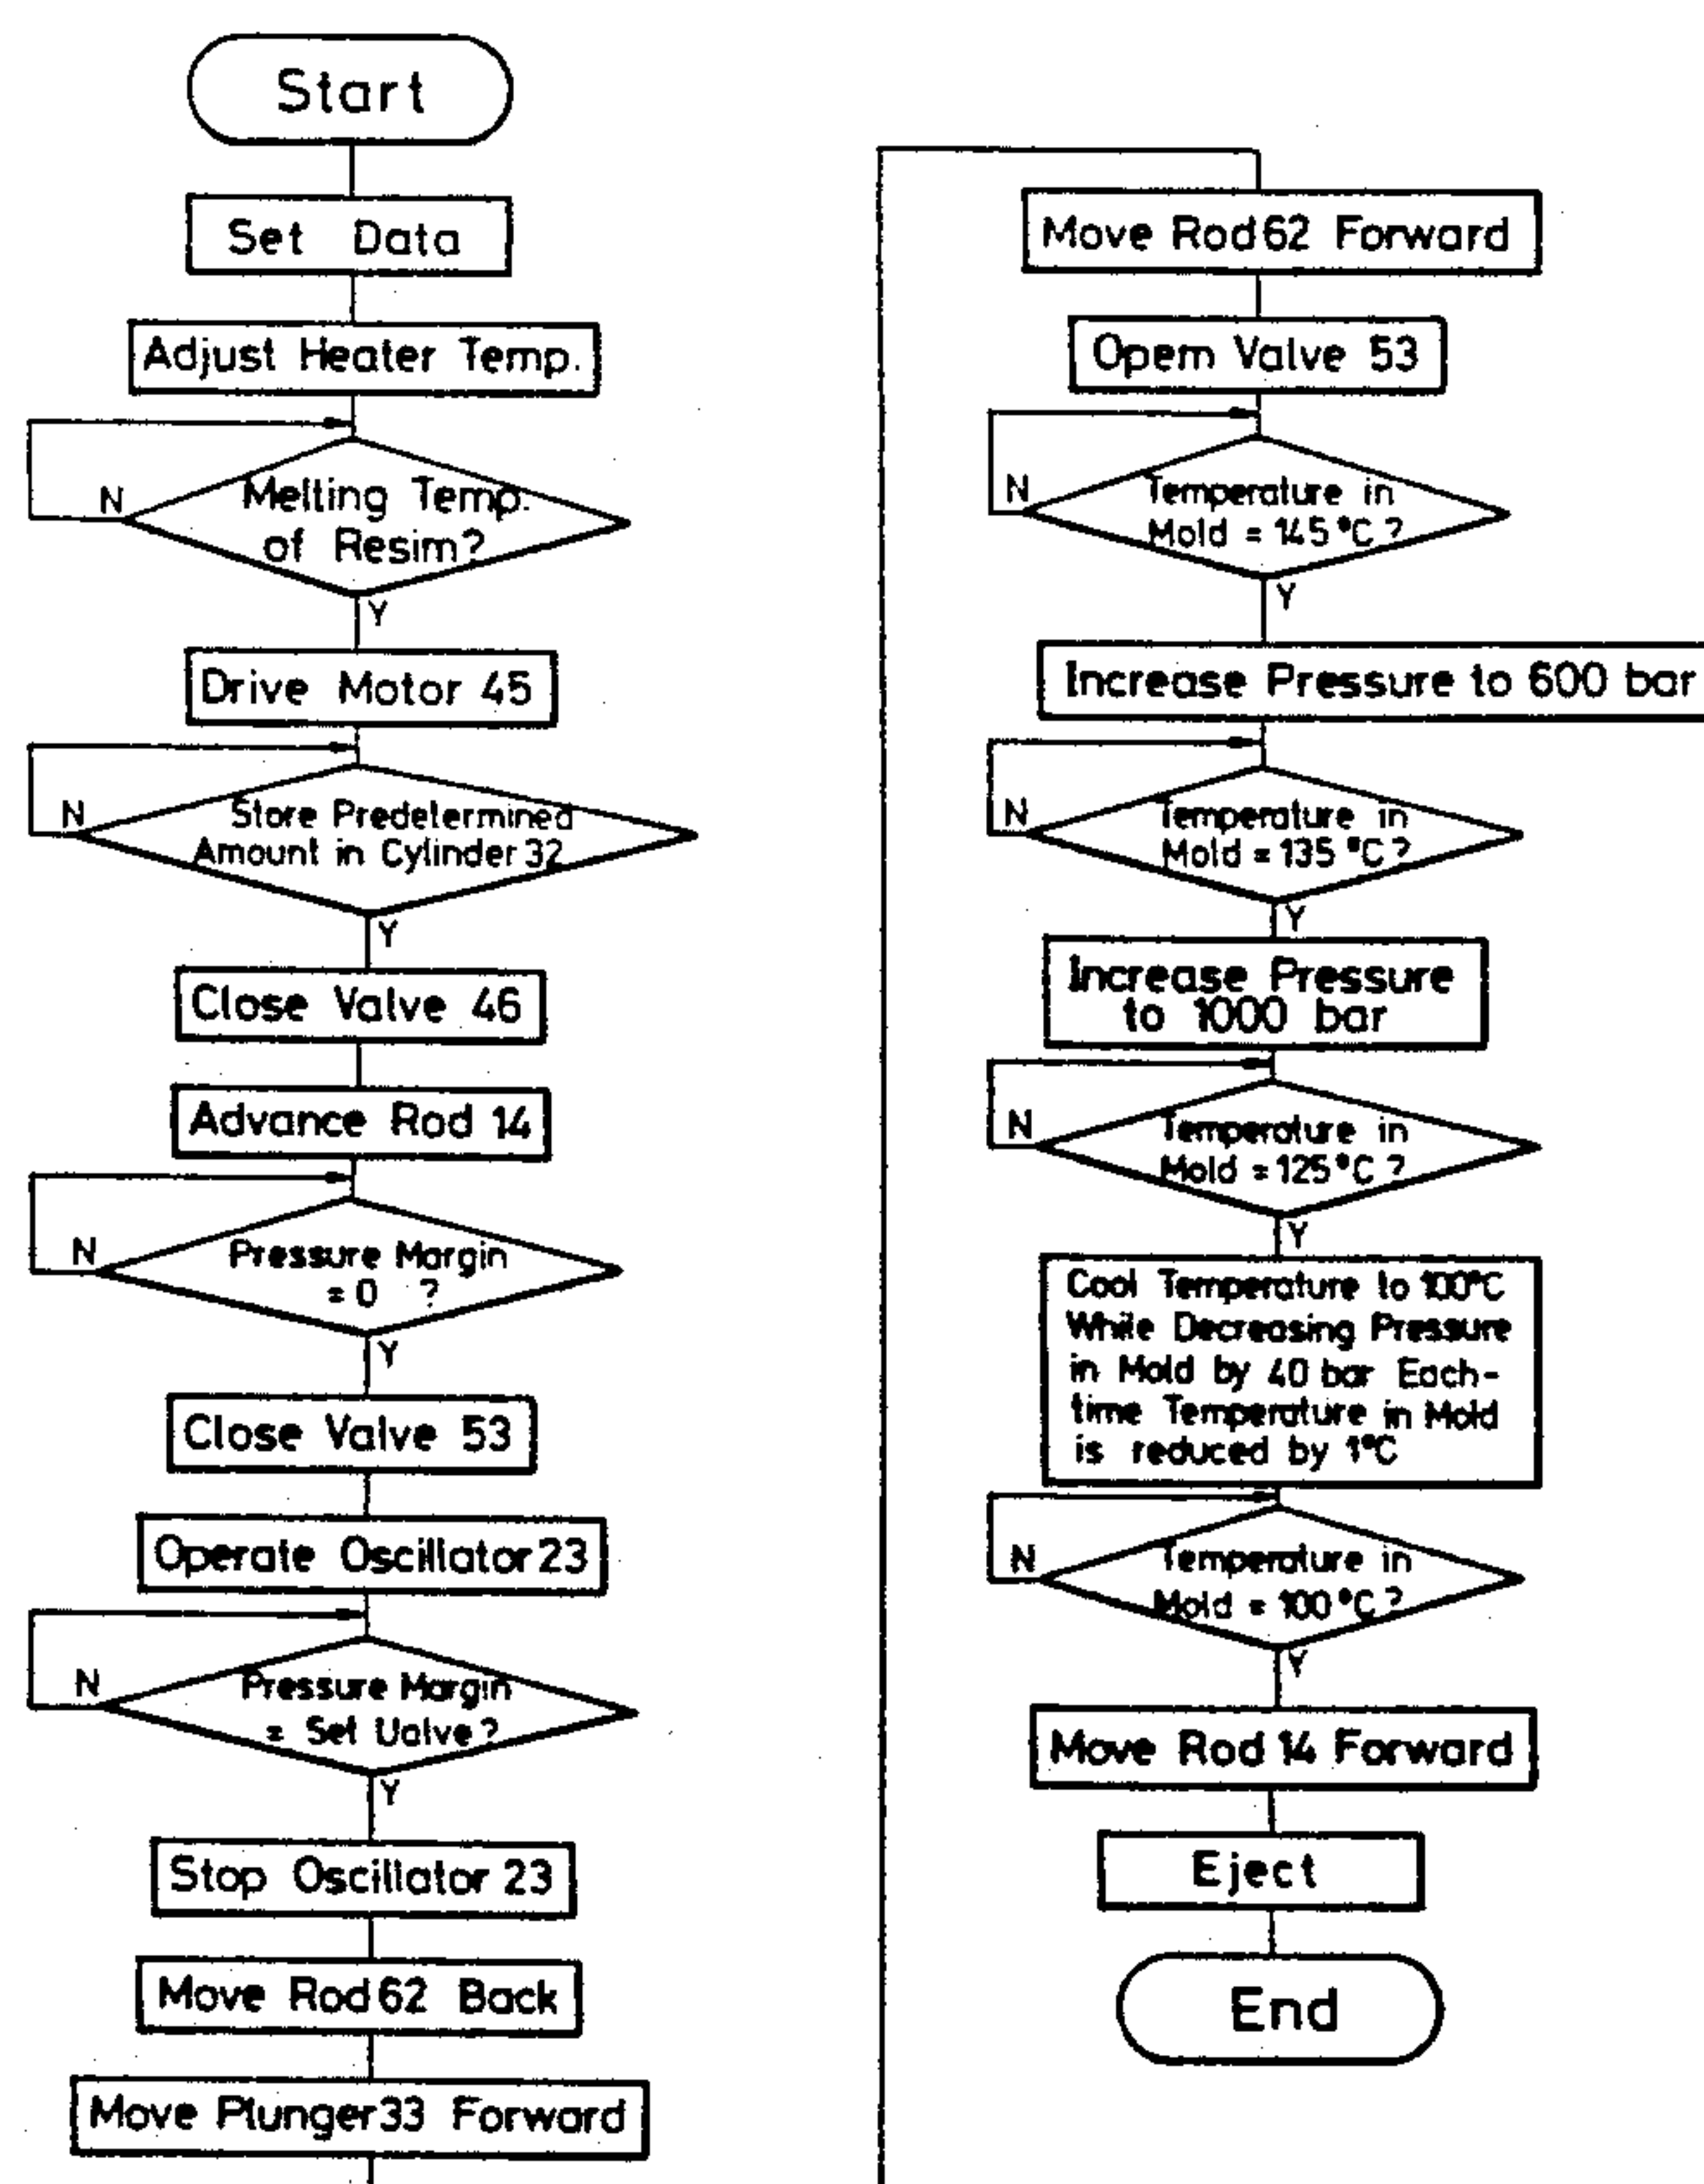 Start
Set Data
Adjust Heater Temp.
Melting Temp.
of Resim?
N
Y
Drive Motor 45
Store Predetermined
Amount in Cylinder 32
N
Y
Close Valve 46
Advance Rod 14
Pressure Margin
= 0 ?
N
Y
Close Valve 53
Operate Oscillator 23
Pressure Margin
= Set Ualve?
N
Y
Stop Oscillator 23
Move Rod 62 Back
Move Plunger 33 Forward
Move Rod 62 Forward
Opem Valve 53
Temperature in
Mold = 145°C?
N
Y
Increase Pressure to 600 bar
Temperature in
Mold = 135°C?
N
Y
Increase Pressure
to 1000 bar
Temperature in
Mold = 125°C?
N
Y
Cool Temperature to 100°C
While Decreasing Pressure
in Mold by 40 bar Each-
time Temperature in Mold
is reduced by 1°C
Temperature in
Mold = 100°C?
N
Y
Move Rod 14 Forward
Eject
End